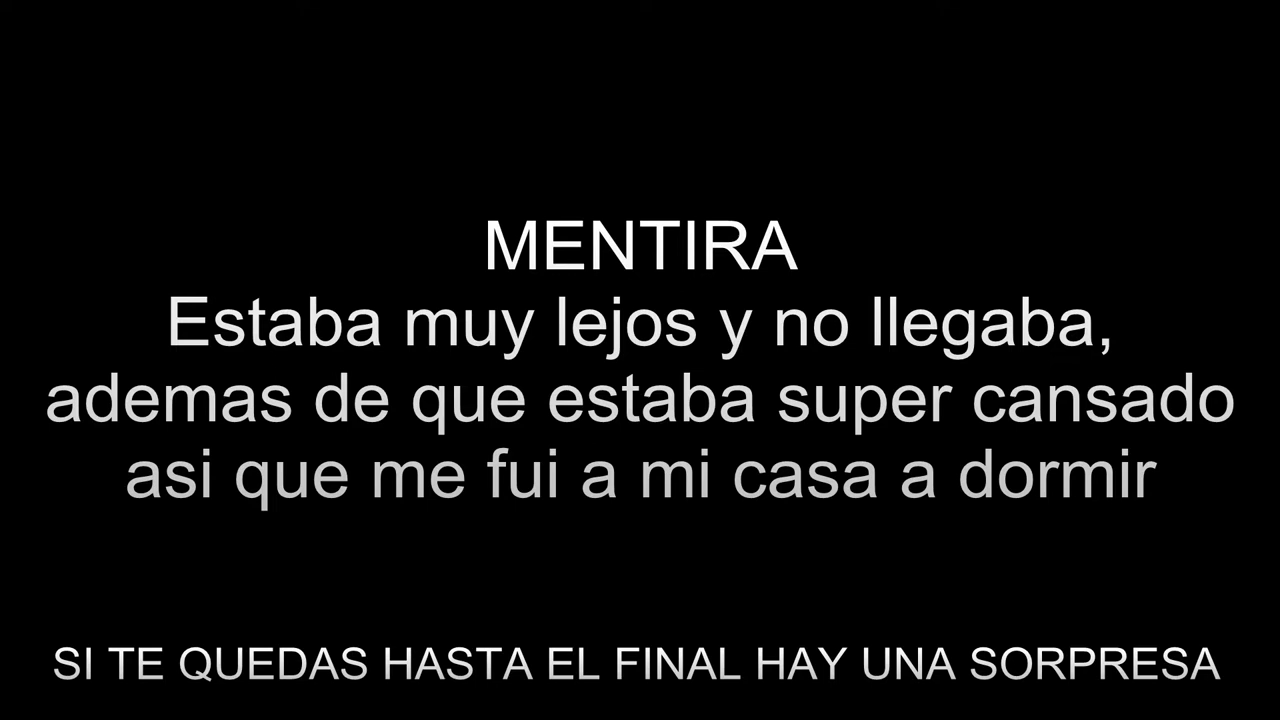 MENTIRA
Estaba muy lejos y no llegaba,
ademas de que estaba super cansado
asi que me fui a mi casa a dormir
SI TE QUEDAS HASTA EL FINAL HAY UNA SORPRESA